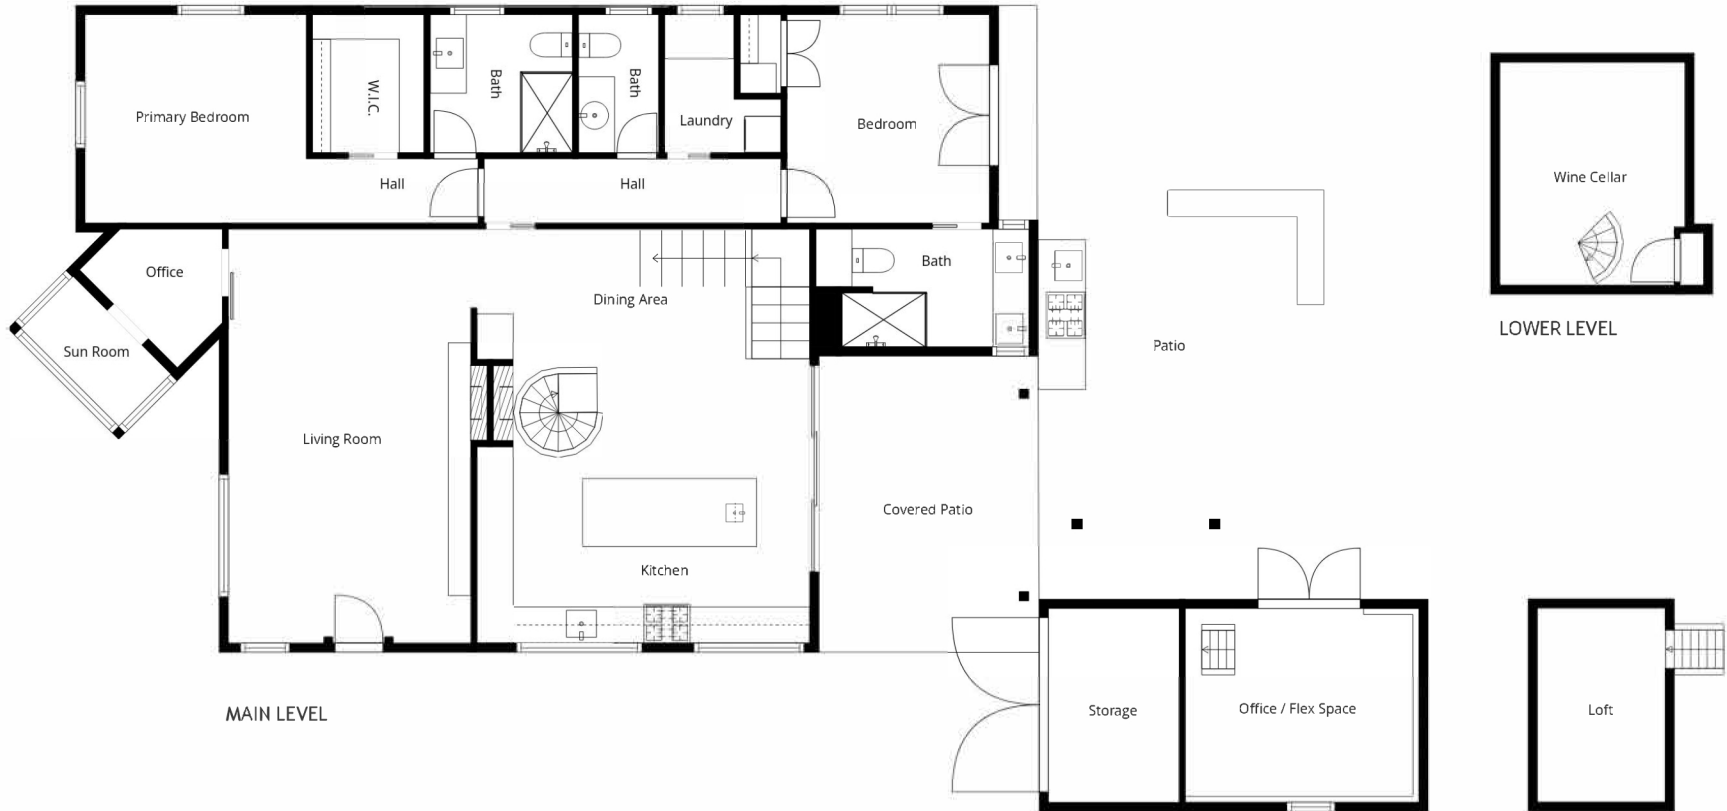 Primary Bedroom
W.I.C.
Bath
Bath
Laundry
Bedroom
Hall
Hall
Wine Cellar
LOWER LEVEL
Office
Sun Room
Dining Area
Bath
Patio
Living Room
Covered Patio
Kitchen
MAIN LEVEL
Storage
Office / Flex Space
Loft